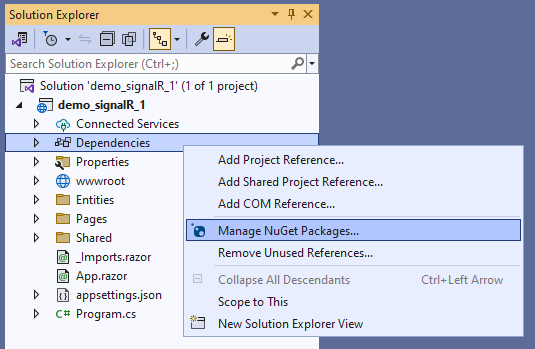 Solution Explorer
Search Solution Explorer (Ctrl+;)
Solution 'demo_signalR_1' (1 of 1 project)
demo_signalR_1
Connected Services
Dependencies
Properties
wwwroot
Entities
Pages
Shared
_Imports.razor
App.razor
appsettings.json
C# Program.cs
Add Project Reference...
Add Shared Project Reference...
Add COM Reference...
Manage NuGet Packages...
Remove Unused References...
Collapse All Descendants Ctrl+Left Arrow
Scope to This
New Solution Explorer View